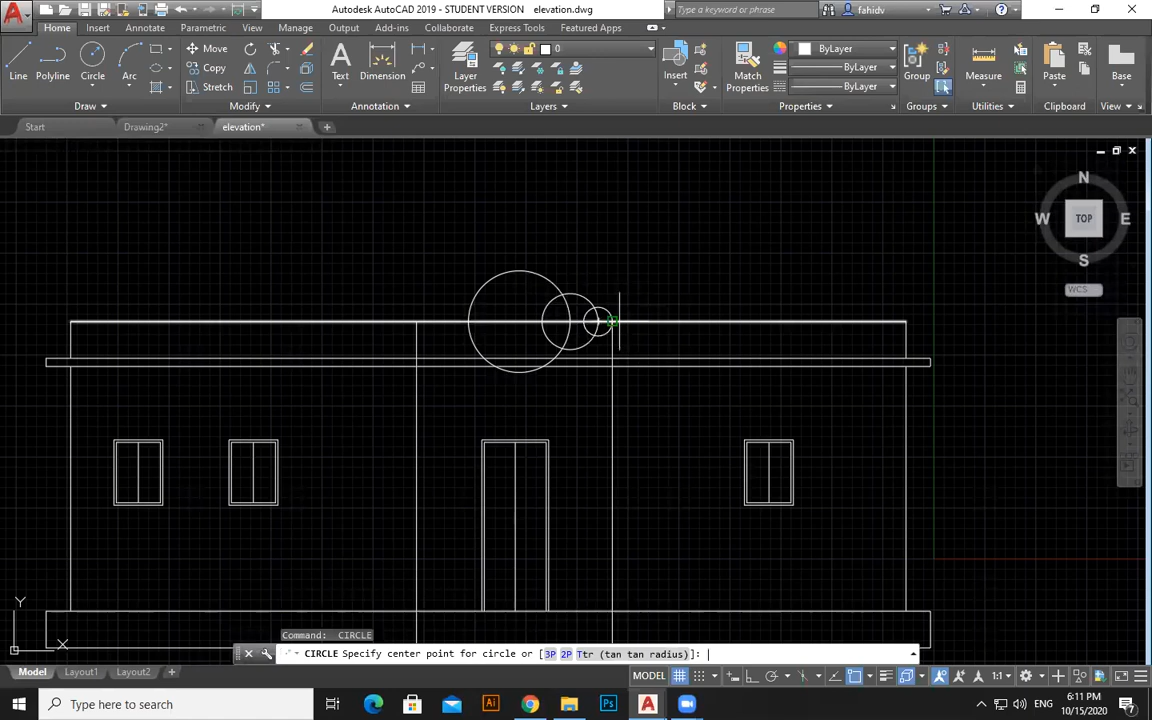 Autodesk AutoCAD 2019 - STUDENT VERSION elevation.dwg
Type a keyword or phrase
fahidv
Home Insert Annotate Parametric View Manage Output Add-ins Collaborate Express Tools Featured Apps
Line Polyline Circle Arc
Move
Copy
Stretch
Text Dimension
Layer Properties
0
Insert
Match Properties
ByLayer
ByLayer
ByLayer
Group
Measure
Paste
Base
Draw Modify Annotation Layers Block Properties Groups Utilities Clipboard View
Start Drawing2* elevation*
N
W TOP E
S
WCS
Y
X
Command: CIRCLE
CIRCLE Specify center point for circle or [3P 2P Ttr (tan tan radius)]:
Model Layout1 Layout2
MODEL 1:1
Type here to search
ENG
6:11 PM
10/15/2020
7